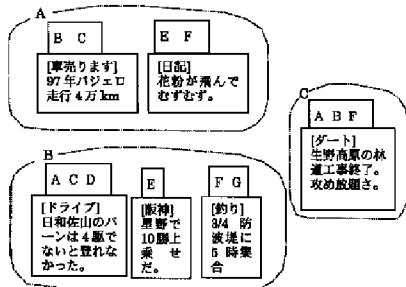 A
B C
[車売ります]
97年パジェロ
走行4万km
E F
[日記]
花粉が飛んで
むずむず。
C
A B F
[ダート]
生野高原の林
道工事終了。
攻め放題さ。
B
A C D
[ドライブ]
日和佐山のバ
ーンは4駆で
ないと登れな
かった。
E
[阪神]
星野で
10勝上
乗せ
だ。
F G
[釣り]
3/4 防
波堤に
5時集
合